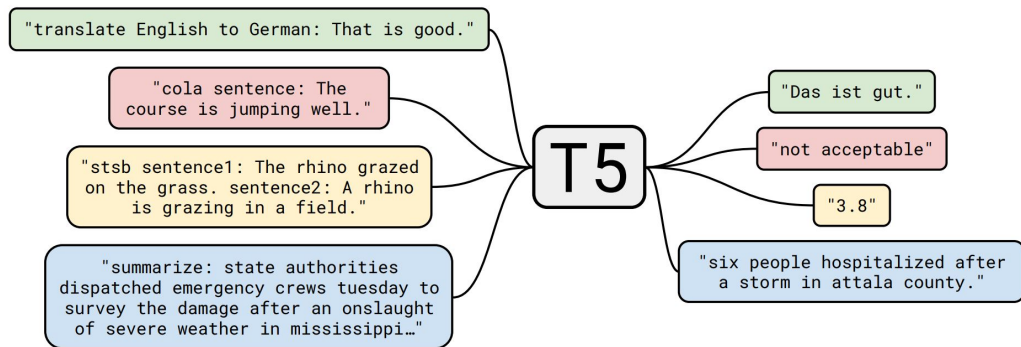 "translate English to German: That is good."
"cola sentence: The
course is jumping well."
"stsb sentence1: The rhino grazed
on the grass. sentence2: A rhino
is grazing in a field."
"summarize: state authorities
dispatched emergency crews tuesday to
survey the damage after an onslaught
of severe weather in mississippi…"
T5
"Das ist gut."
"not acceptable"
"3.8"
"six people hospitalized after
a storm in attala county."